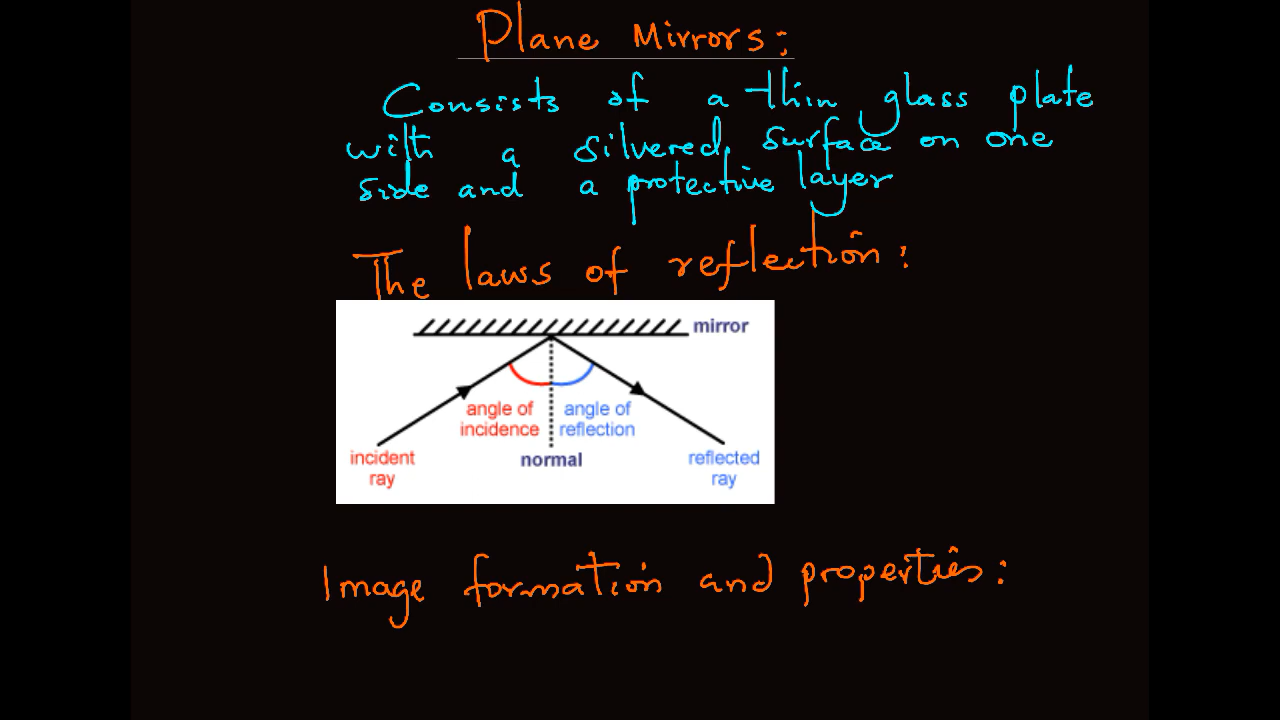 Plane Mirrors:
Consists of a thin glass plate
with a silvered surface on one
side and a protective layer
The laws of reflection:
mirror
angle of
incidence
angle of
reflection
incident
ray
normal
reflected
ray
Image formation and properties: